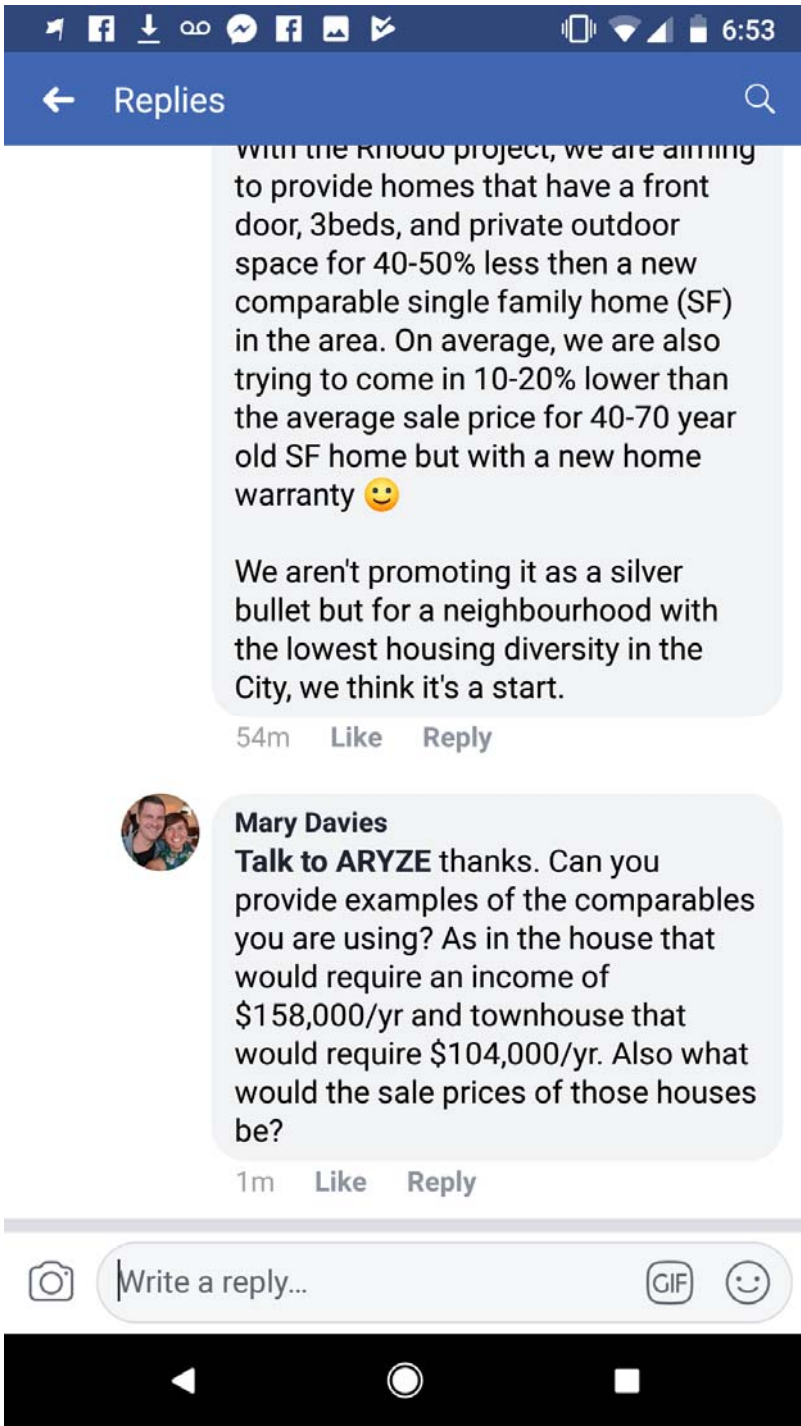 6:53
Replies
With the Rhodo project, we are aiming
to provide homes that have a front
door, 3beds, and private outdoor
space for 40-50% less then a new
comparable single family home (SF)
in the area. On average, we are also
trying to come in 10-20% lower than
the average sale price for 40-70 year
old SF home but with a new home
warranty 🙂
We aren't promoting it as a silver
bullet but for a neighbourhood with
the lowest housing diversity in the
City, we think it's a start.
54m Like Reply
Mary Davies
Talk to ARYZE thanks. Can you
provide examples of the comparables
you are using? As in the house that
would require an income of
$158,000/yr and townhouse that
would require $104,000/yr. Also what
would the sale prices of those houses
be?
1m Like Reply
Write a reply...
GIF